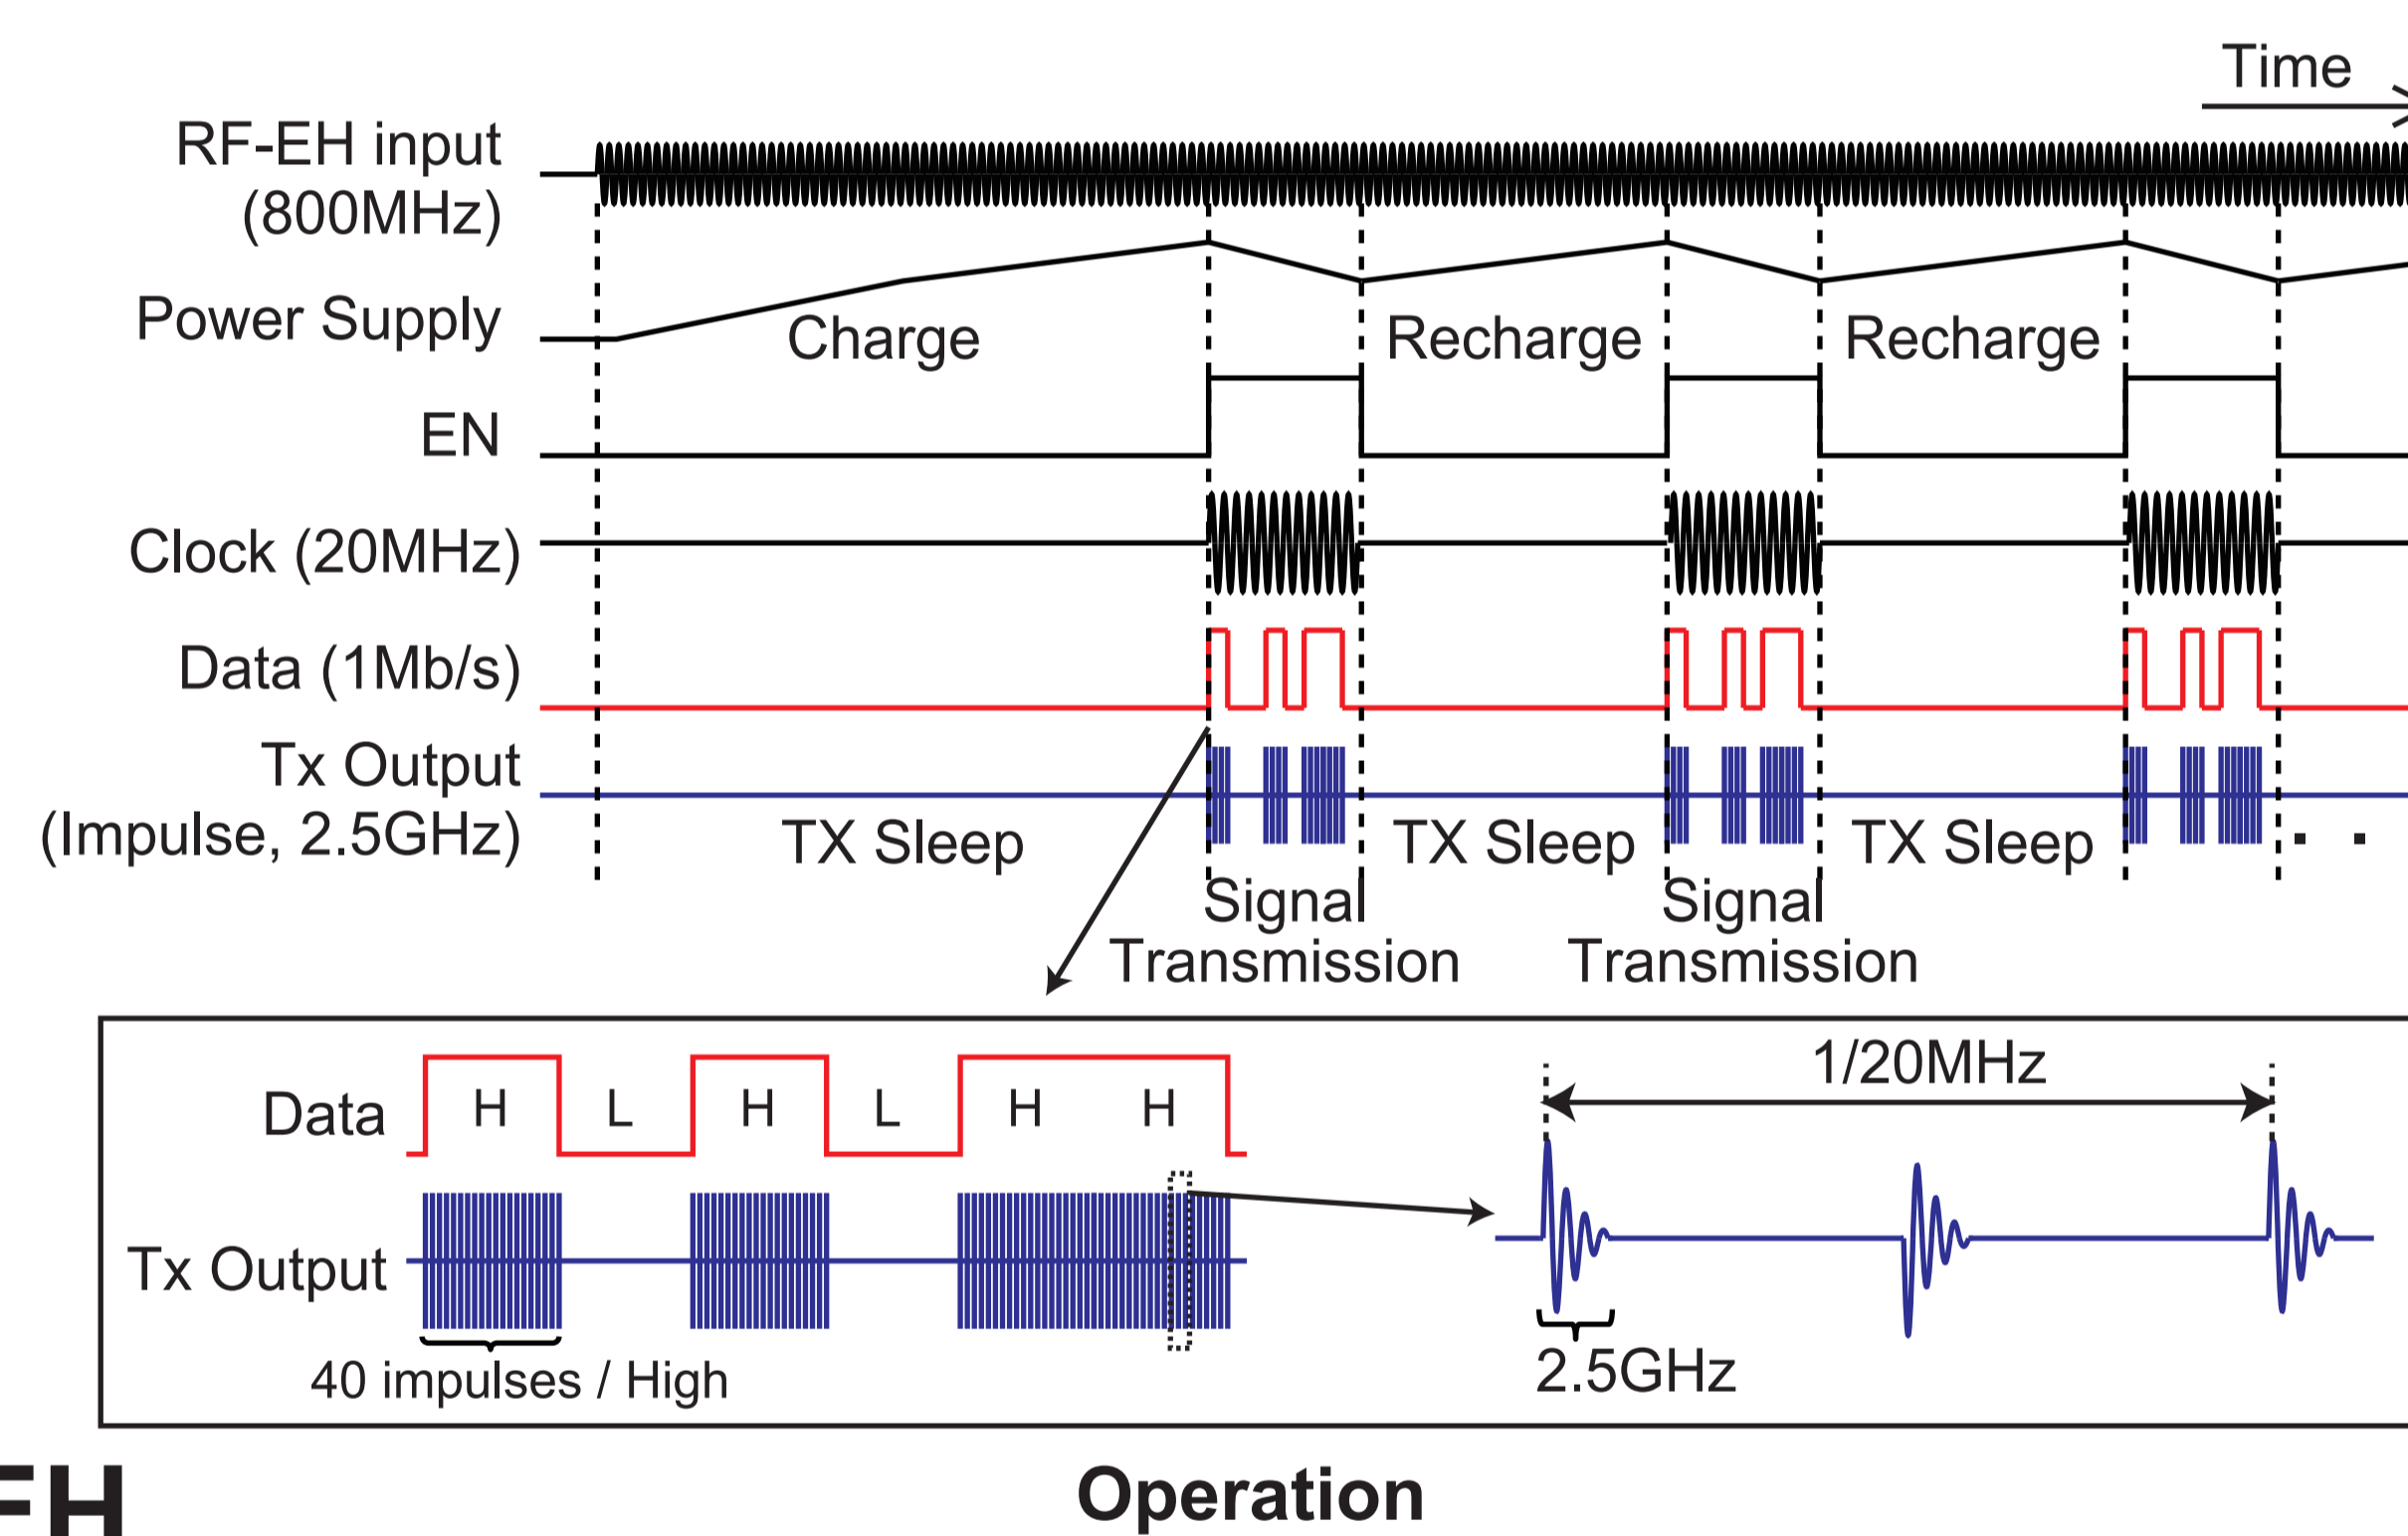 Time
RF-EH input
(800MHz)
Power Supply
Charge
Recharge
Recharge
EN
Clock (20MHz)
Data (1Mb/s)
Tx Output
(Impulse, 2.5GHz)
TX Sleep
TX Sleep
TX Sleep
. .
Signal
Transmission
Signal
Transmission
Data
H L H L H H
1/20MHz
Tx Output
40 impulses / High
2.5GHz
EH
Operation